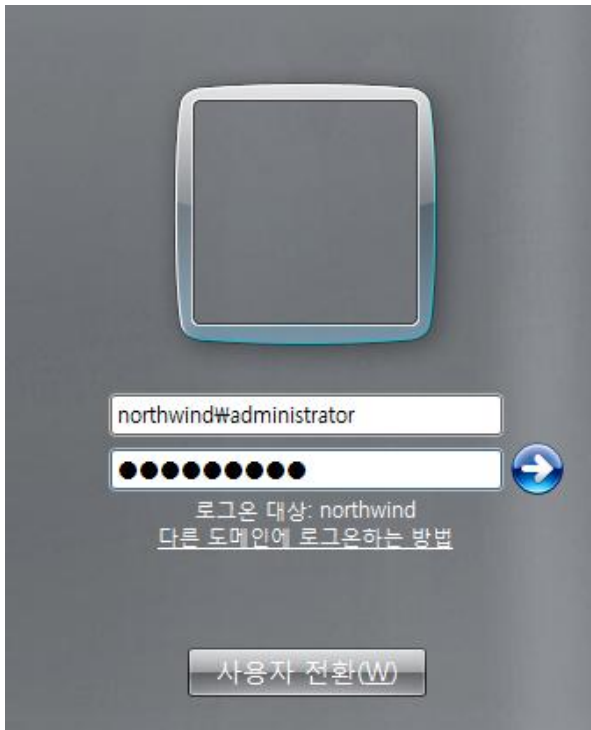 northwind₩administrator
●●●●●●●●●
로그온 대상: northwind
다른 도메인에 로그온하는 방법
사용자 전환(W)